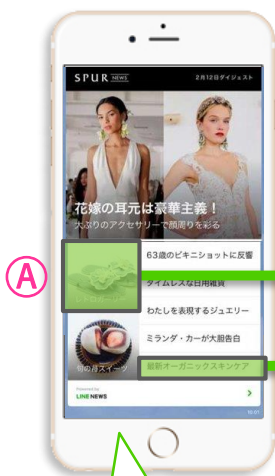 SPUR NEWS
2月12日ダイジェスト
花嫁の耳元は豪華主義！
大ぶりのアクセサリーで顔周りを彩る
63歳のビキニショットに反響
タイムレスな日用雑貨
わたしを表現するジュエリー
ミランダ・カーが大胆告白
旬の苺スイーツ
最新オーガニックスキンケア
Powered by
LINE NEWS
A